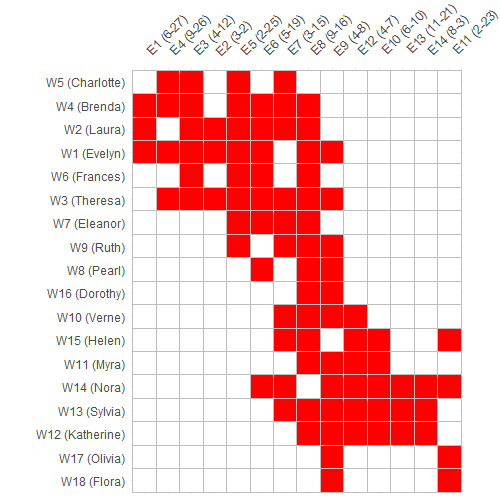 E1 (6-27)
E4 (9-26)
E3 (4-12)
E2 (3-2)
E5 (2-25)
E6 (5-19)
E7 (3-15)
E8 (9-16)
E9 (4-8)
E12 (4-7)
E10 (6-10)
E13 (11-21)
E14 (8-3)
E11 (2-23)
W5 (Charlotte)
W4 (Brenda)
W2 (Laura)
W1 (Evelyn)
W6 (Frances)
W3 (Theresa)
W7 (Eleanor)
W9 (Ruth)
W8 (Pearl)
W16 (Dorothy)
W10 (Verne)
W15 (Helen)
W11 (Myra)
W14 (Nora)
W13 (Sylvia)
W12 (Katherine)
W17 (Olivia)
W18 (Flora)